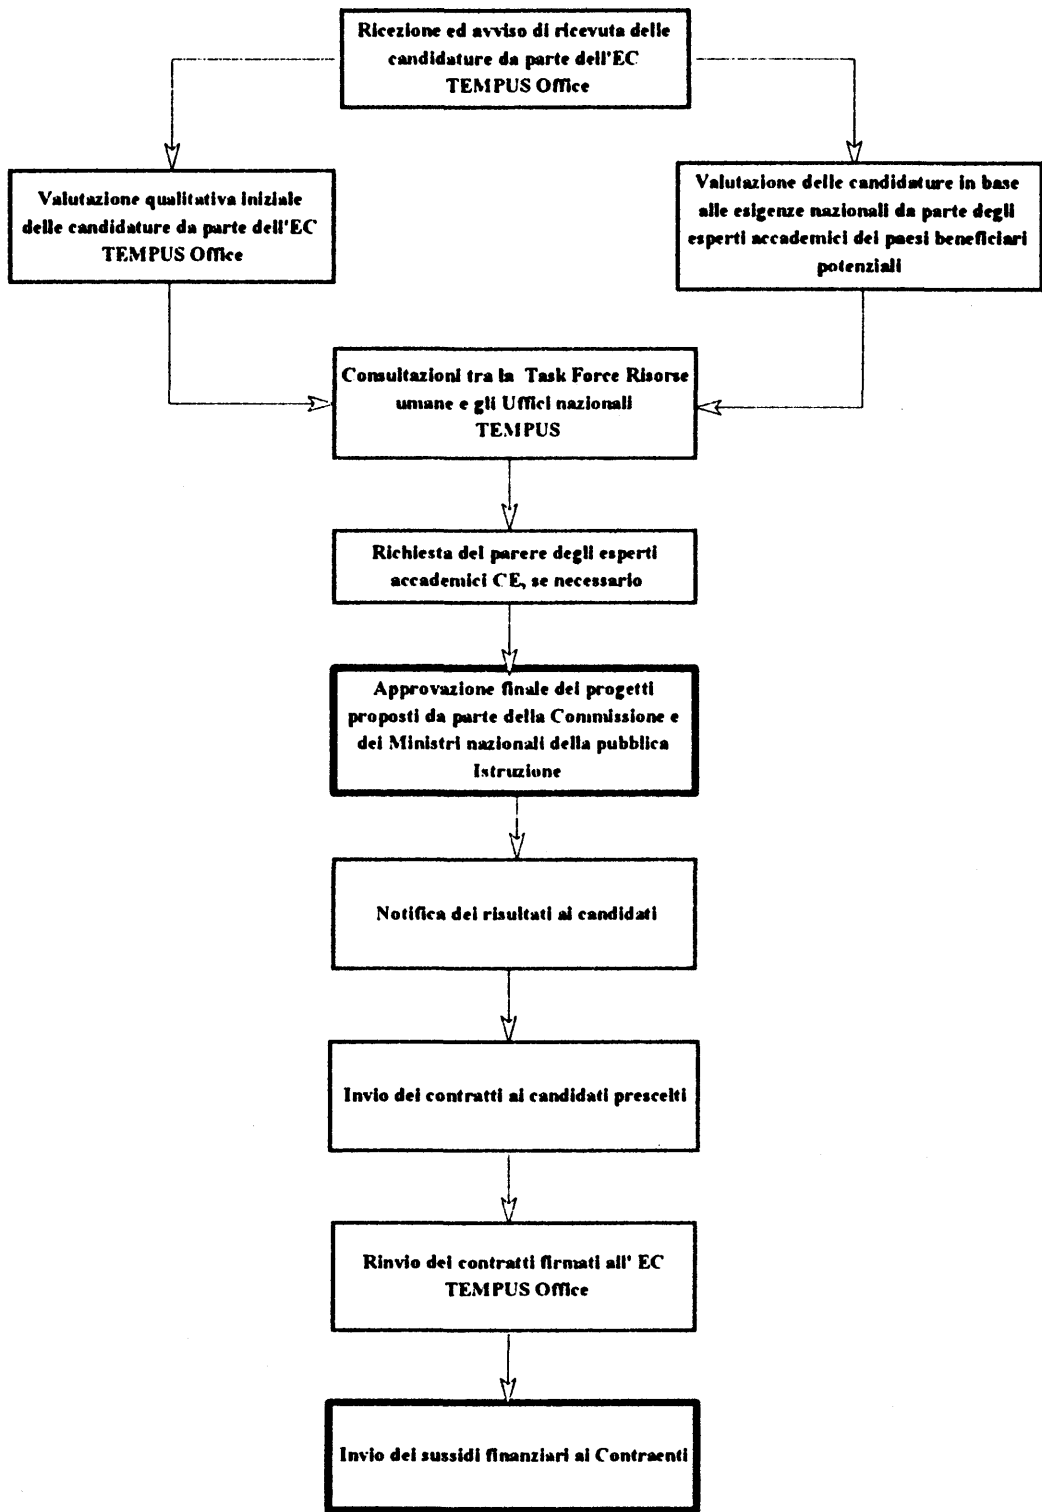 Ricezione ed avviso di ricevuta delle
candidature da parte dell'EC
TEMPUS Office
Valutazione qualitativa iniziale
delle candidature da parte dell'EC
TEMPUS Office
Valutazione delle candidature in base
alle esigenze nazionali da parte degli
esperti accademici dei paesi beneficiari
potenziali
Consultazioni tra la Task Force Risorse
umane e gli Uffici nazionali
TEMPUS
Richiesta del parere degli esperti
accademici CE, se necessario
Approvazione finale dei progetti
proposti da parte della Commissione e
dei Ministri nazionali della pubblica
Istruzione
Notifica dei risultati ai candidati
Invio dei contratti ai candidati prescelti
Rinvio dei contratti firmati all' EC
TEMPUS Office
Invio dei sussidi finanziari ai Contraenti